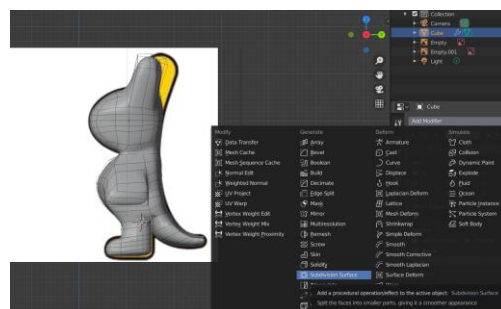 Collection
Camera
Cube
Empty
Empty.001
Light
Cube
Add Modifier
Modify
Data Transfer
Mesh Cache
Mesh Sequence Cache
Normal Edit
Weighted Normal
UV Project
UV Warp
Vertex Weight Edit
Vertex Weight Mix
Vertex Weight Proximity
Generate
Array
Bevel
Boolean
Build
Decimate
Edge Split
Mask
Mirror
Multiresolution
Remesh
Screw
Skin
Solidify
Subdivision Surface
Deform
Armature
Cast
Curve
Displace
Hook
Laplacian Deform
Lattice
Mesh Deform
Shrinkwrap
Simple Deform
Smooth
Smooth Corrective
Smooth Laplacian
Surface Deform
Simulate
Cloth
Collision
Dynamic Paint
Explode
Fluid
Ocean
Particle Instance
Particle System
Soft Body
Add a procedural operation/effect to the active object: Subdivision Surface
Split the faces into smaller parts, giving it a smoother appearance